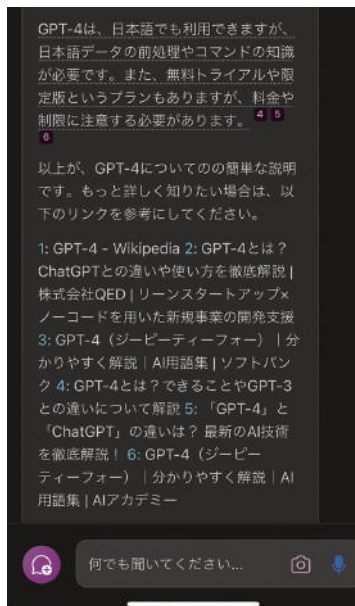 GPT-4は、日本語でも利用できますが、
日本語データの前処理やコマンドの知識
が必要です。また、無料トライアルや限
定版というプランもありますが、料金や
制限に注意する必要があります。 4 5
6
以上が、GPT-4についてのの簡単な説明
です。もっと詳しく知りたい場合は、以
下のリンクを参考にしてください。
1: GPT-4 - Wikipedia 2: GPT-4とは？
ChatGPTとの違いや使い方を徹底解説 |
株式会社QED | リーンスタートアップ×
ノーコードを用いた新規事業の開発支援
3: GPT-4（ジーピーティーフォー）｜分
かりやすく解説｜AI用語集 | ソフトバン
ク 4: GPT-4とは？できることやGPT-3
との違いについて解説 5: 「GPT-4」と
「ChatGPT」の違いは？ 最新のAI技術
を徹底解説！ 6: GPT-4（ジーピー
ティーフォー）｜分かりやすく解説｜AI
用語集 | AIアカデミー
何でも聞いてください...